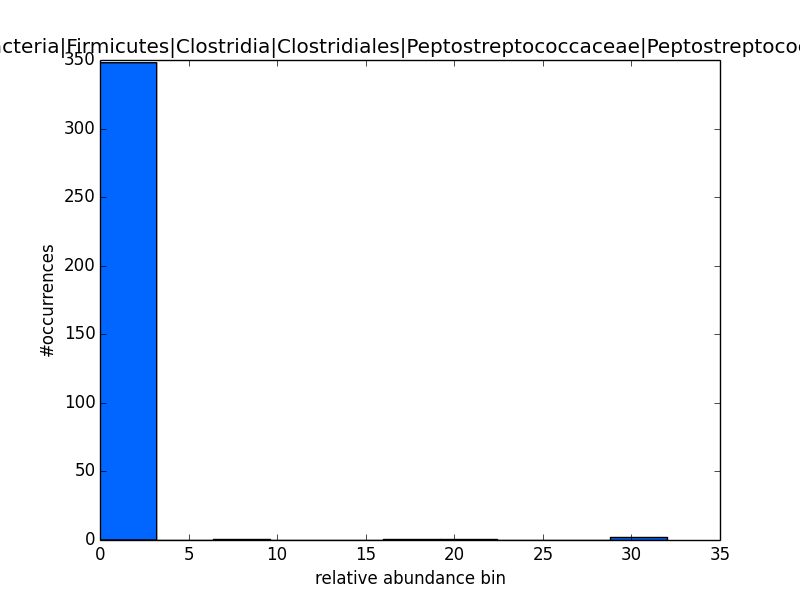 cteria|Firmicutes|Clostridia|Clostridiales|Peptostreptococcaceae|Peptostreptoco
350
300
250
200
150
100
50
0
#occurrences
0 5 10 15 20 25 30 35
relative abundance bin